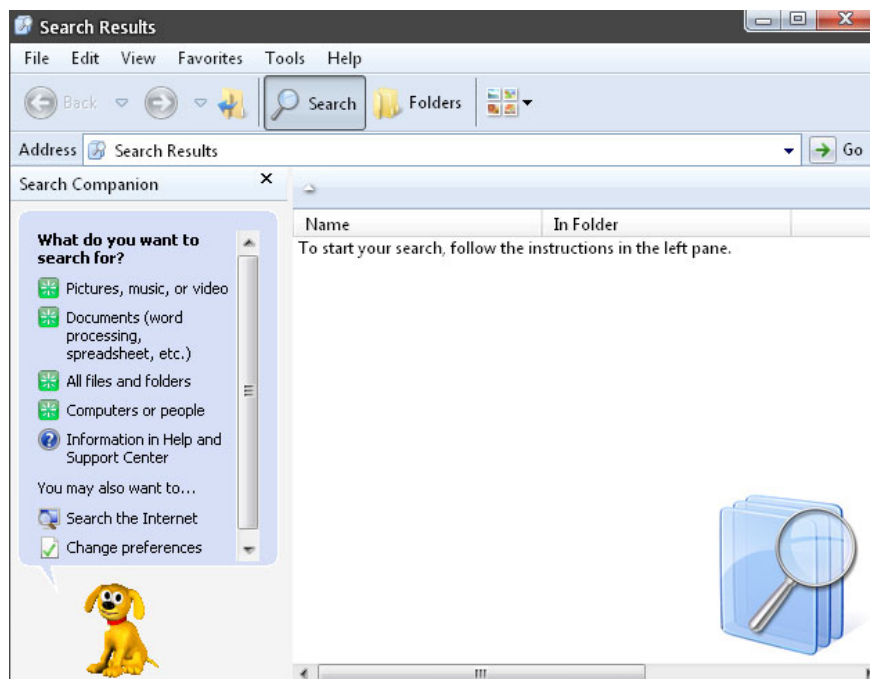 Search Results
File Edit View Favorites Tools Help
Back Search Folders
Address Search Results Go
Search Companion
Name In Folder
To start your search, follow the instructions in the left pane.
What do you want to
search for?
Pictures, music, or video
Documents (word
processing,
spreadsheet, etc.)
All files and folders
Computers or people
Information in Help and
Support Center
You may also want to...
Search the Internet
Change preferences